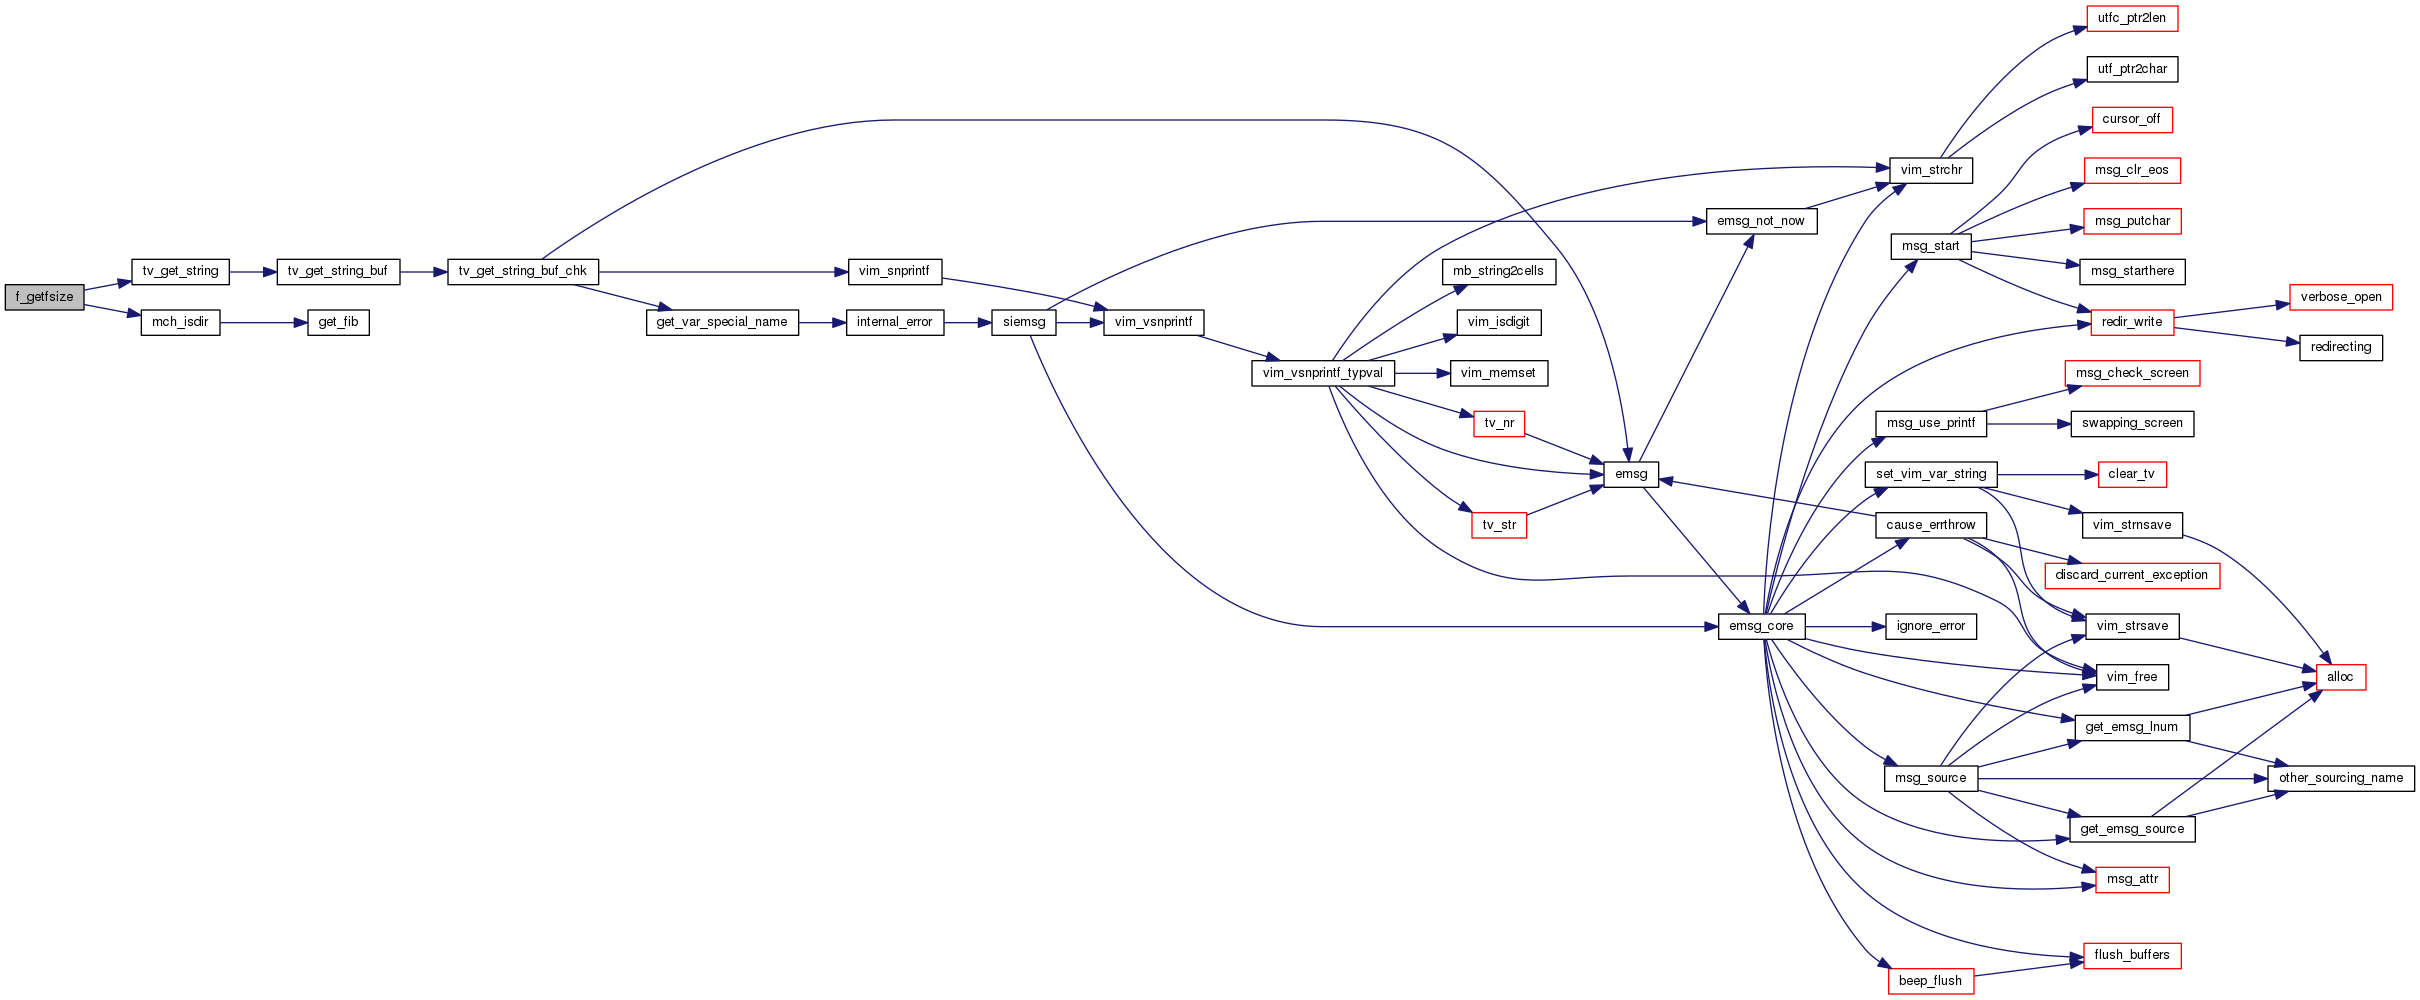 f_getfsize
tv_get_string
mch_isdir
tv_get_string_buf
get_fib
tv_get_string_buf_chk
vim_snprintf
get_var_special_name
internal_error
siemsg
vim_vsnprintf
vim_vsnprintf_typval
mb_string2cells
vim_isdigit
vim_memset
tv_nr
tv_str
emsg
emsg_not_now
emsg_core
vim_strchr
msg_start
msg_use_printf
set_vim_var_string
cause_errthrow
ignore_error
msg_source
beep_flush
utfc_ptr2len
utf_ptr2char
cursor_off
msg_clr_eos
msg_putchar
msg_starthere
redir_write
msg_check_screen
swapping_screen
clear_tv
vim_strnsave
discard_current_exception
vim_strsave
vim_free
get_emsg_lnum
get_emsg_source
msg_attr
flush_buffers
verbose_open
redirecting
alloc
other_sourcing_name